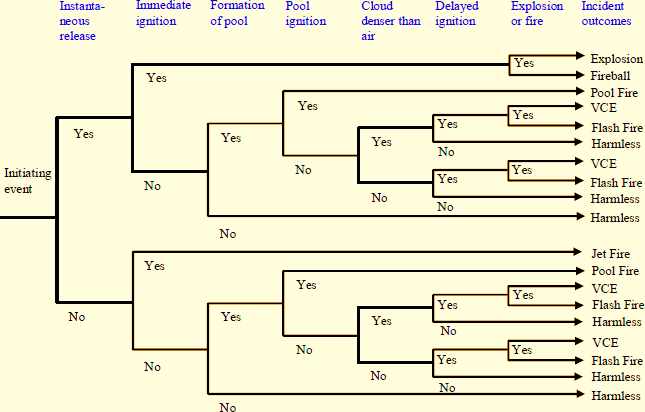 Instanta-
neous
release
Immediate
ignition
Formation
of pool
Pool
ignition
Cloud
denser than
air
Delayed
ignition
Explosion
or fire
Incident
outcomes
Explosion
Yes
Yes
Fireball
Pool Fire
Yes
VCE
Yes
Yes
Flash Fire
Yes
Yes
Yes
Harmless
No
VCE
Initiating
event
No
Yes
Yes
Flash Fire
No
No
Harmless
No
Harmless
No
Jet Fire
Yes
Pool Fire
Yes
VCE
Yes
Yes
Flash Fire
No
Yes
Yes
Harmless
No
VCE
No
Yes
Yes
Flash Fire
No
No
Harmless
No
Harmless
No